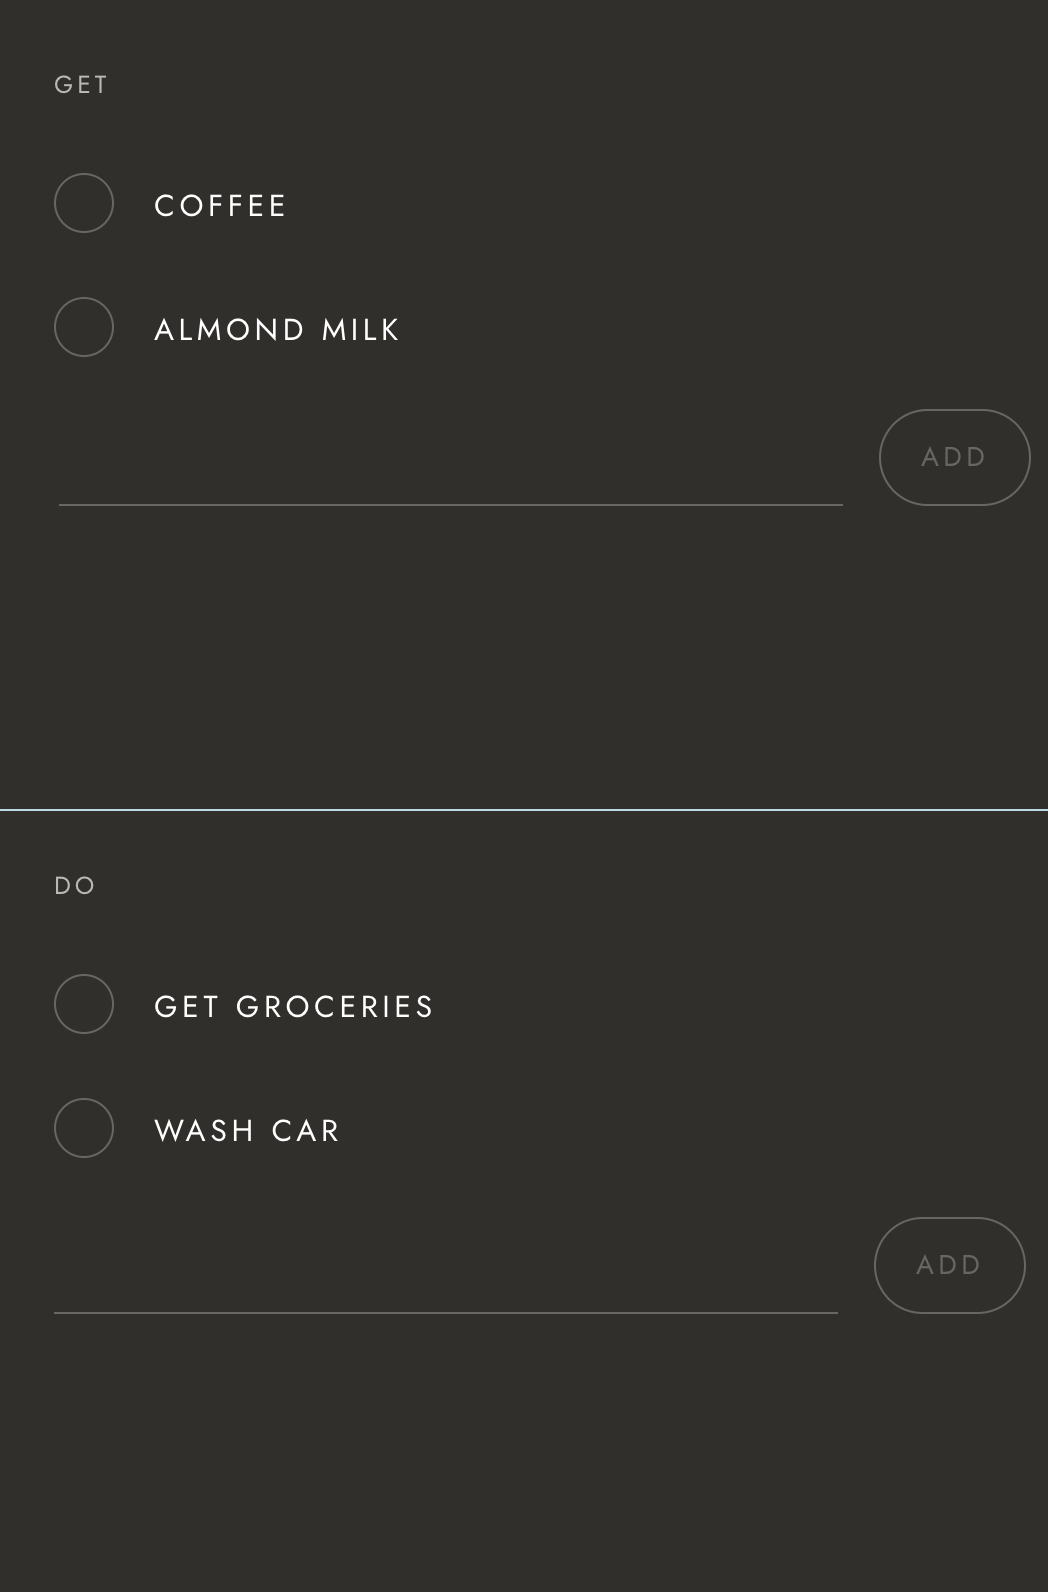 GET
COFFEE
ALMOND MILK
ADD
DO
GET GROCERIES
WASH CAR
ADD